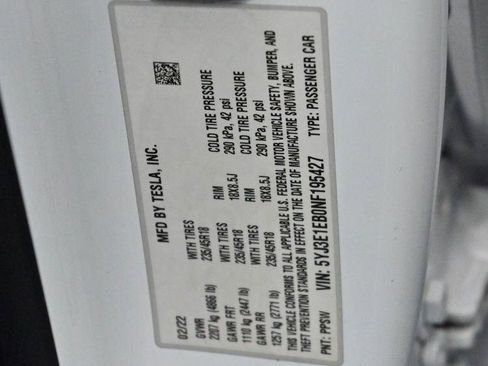 MFD BY TESLA, INC.
02/22
GVWR WITH TIRES RIM COLD TIRE PRESSURE
2207 kg (4866 lb) 235/45R18 18X8.5J 290 kPa, 42 psi
GAWR FRT WITH TIRES RIM COLD TIRE PRESSURE
1110 kg (2447 lb) 235/45R18 18X8.5J 290 kPa, 42 psi
GAWR RR
1257 kg (2771 lb)
THIS VEHICLE CONFORMS TO ALL APPLICABLE U.S. FEDERAL MOTOR VEHICLE SAFETY, BUMPER, AND
THEFT PREVENTION STANDARDS IN EFFECT ON THE DATE OF MANUFACTURE SHOWN ABOVE.
PNT: PPSW VIN: 5YJ3E1EB0NF195427 TYPE: PASSENGER CAR